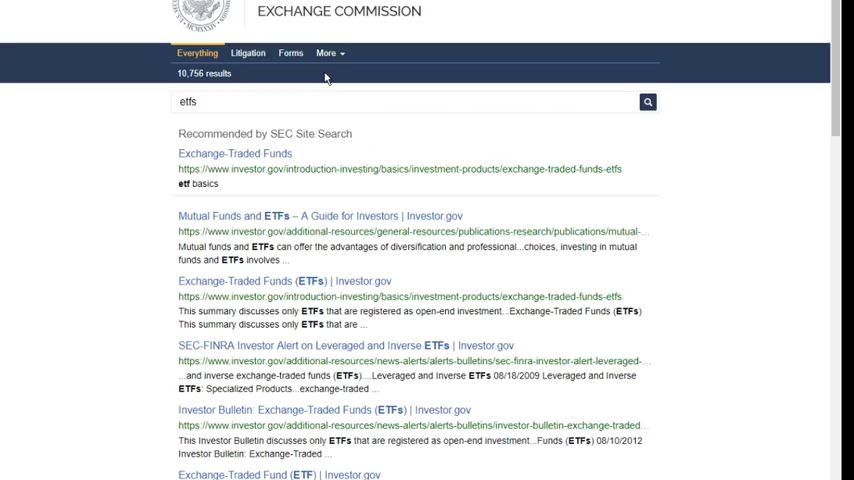 EXCHANGE COMMISSION
Everything Litigation Forms More
10,756 results
etfs
Recommended by SEC Site Search
Exchange-Traded Funds
https://www.investor.gov/introduction-investing/basics/investment-products/exchange-traded-funds-etfs
etf basics
Mutual Funds and ETFs – A Guide for Investors | Investor.gov
https://www.investor.gov/additional-resources/general-resources/publications-research/publications/mutual-...
Mutual funds and ETFs can offer the advantages of diversification and professional...choices, investing in mutual
funds and ETFs involves ...
Exchange-Traded Funds (ETFs) | Investor.gov
https://www.investor.gov/introduction-investing/basics/investment-products/exchange-traded-funds-etfs
This summary discusses only ETFs that are registered as open-end investment...Exchange-Traded Funds (ETFs)
This summary discusses only ETFs that are ...
SEC-FINRA Investor Alert on Leveraged and Inverse ETFs | Investor.gov
https://www.investor.gov/additional-resources/news-alerts/alerts-bulletins/sec-finra-investor-alert-leveraged-...
...and inverse exchange-traded funds (ETFs)....Leveraged and Inverse ETFs 08/18/2009 Leveraged and Inverse
ETFs: Specialized Products...exchange-traded ...
Investor Bulletin: Exchange-Traded Funds (ETFs) | Investor.gov
https://www.investor.gov/additional-resources/news-alerts/alerts-bulletins/investor-bulletin-exchange-traded...
This Investor Bulletin discusses only ETFs that are registered as open-end investment...Funds (ETFs) 08/10/2012
Investor Bulletin: Exchange-Traded ...
Exchange-Traded Fund (ETF) | Investor.gov